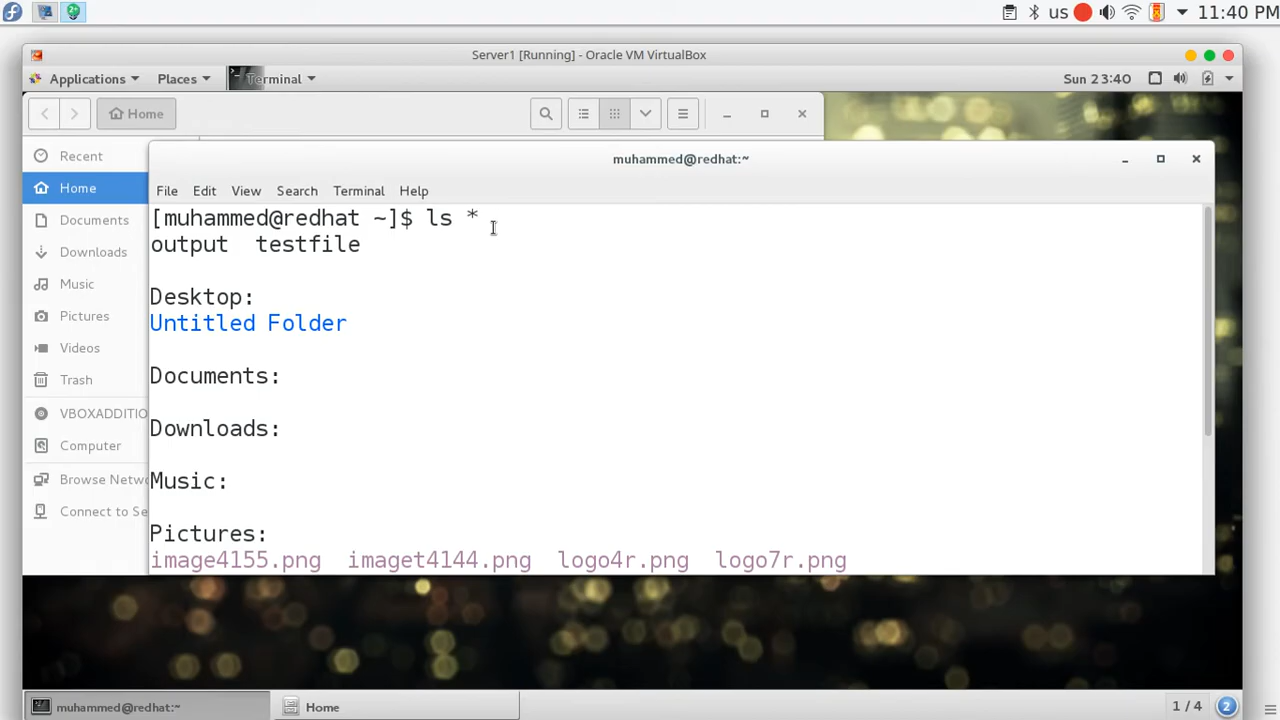 us 11:40 PM
Server1 [Running] - Oracle VM VirtualBox
Applications Places Terminal Sun 23:40
Home
muhammed@redhat:~
File Edit View Search Terminal Help
Recent
Home
Documents
Downloads
Music
Pictures
Videos
Trash
VBOXADDITIO
Computer
Browse Netw
Connect to Se
[muhammed@redhat ~]$ ls *
output testfile
Desktop:
Untitled Folder
Documents:
Downloads:
Music:
Pictures:
image4155.png imaget4144.png logo4r.png logo7r.png
muhammed@redhat:~ Home 1 / 4 2